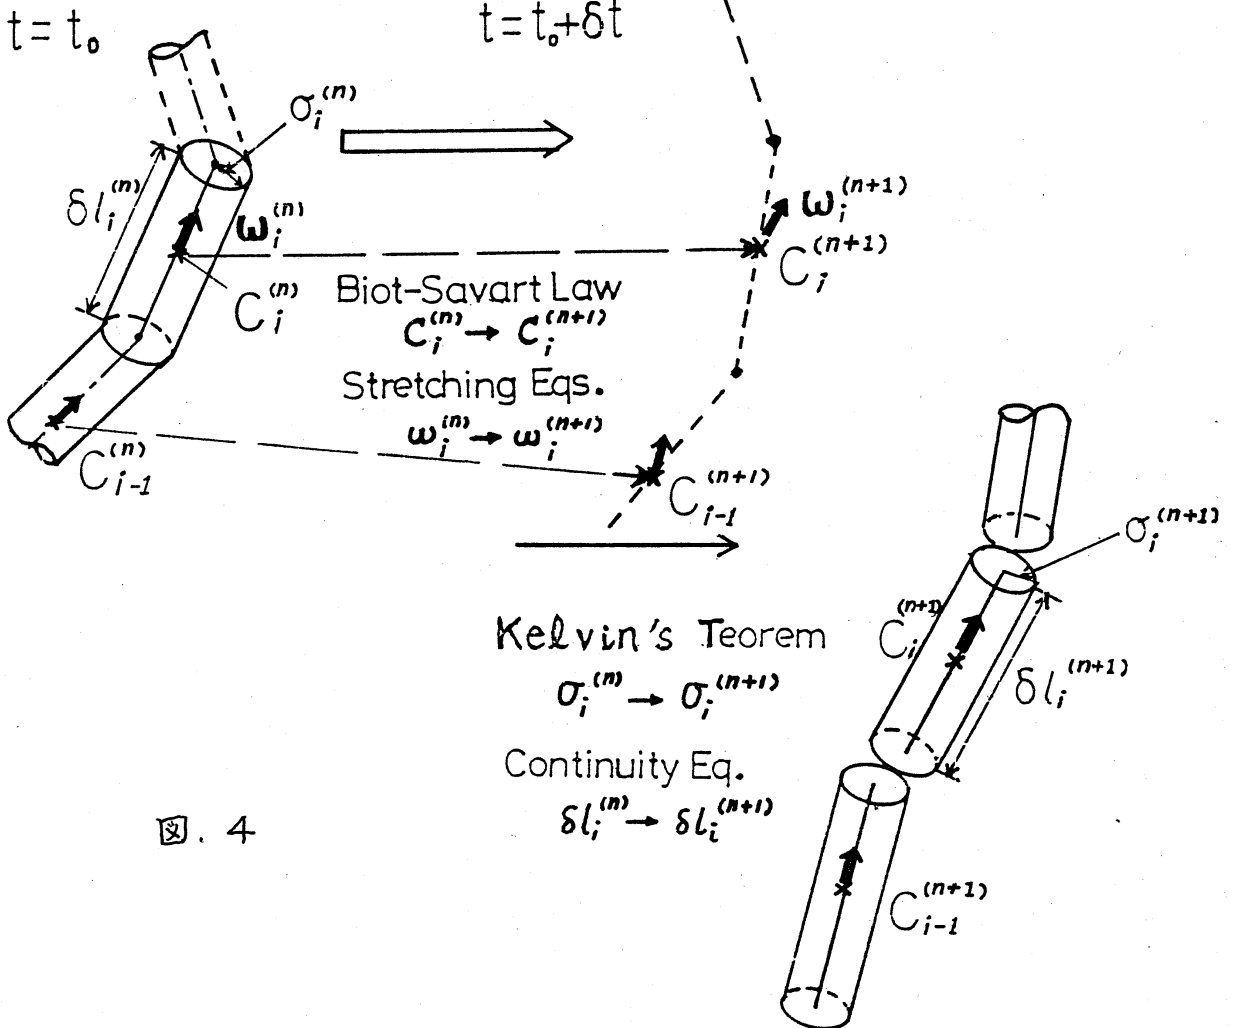 t = t₀
t = t₀+δt
σᵢ⁽ⁿ⁾
δlᵢ⁽ⁿ⁾
ωᵢ⁽ⁿ⁾
ωᵢ⁽ⁿ⁺¹⁾
Cᵢ⁽ⁿ⁺¹⁾
Cᵢ⁽ⁿ⁾
Biot-Savart Law
Cᵢ⁽ⁿ⁾ → Cᵢ⁽ⁿ⁺¹⁾
Stretching Eqs.
ωᵢ⁽ⁿ⁾ → ωᵢ⁽ⁿ⁺¹⁾
Cᵢ₋₁⁽ⁿ⁾
Cᵢ₋₁⁽ⁿ⁺¹⁾
σᵢ⁽ⁿ⁺¹⁾
Kelvin's Teorem
Cᵢ⁽ⁿ⁺¹⁾
σᵢ⁽ⁿ⁾ → σᵢ⁽ⁿ⁺¹⁾
δlᵢ⁽ⁿ⁺¹⁾
Continuity Eq.
δlᵢ⁽ⁿ⁾ → δlᵢ⁽ⁿ⁺¹⁾
図. 4
Cᵢ₋₁⁽ⁿ⁺¹⁾